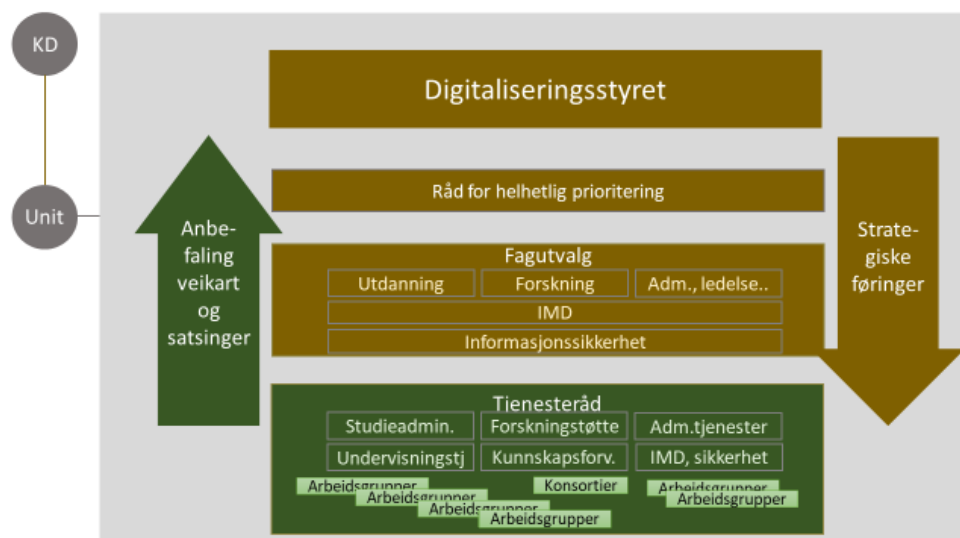 KD
Unit
Digitaliseringsstyret
Råd for helhetlig prioritering
Anbe-
faling
veikart
og
satsinger
Fagutvalg
Utdanning
Forskning
Adm., ledelse..
IMD
Informasjonssikkerhet
Strate-
giske
føringer
Tjenesteråd
Studieadmin.
Forskningstøtte
Adm.tjenester
Undervisningstj
Kunnskapsforv.
IMD, sikkerhet
Arbeidsgrupper
Arbeidsgrupper
Arbeidsgrupper
Arbeidsgrupper
Konsortier
Arbeidsgrupper
Arbeidsgrupper